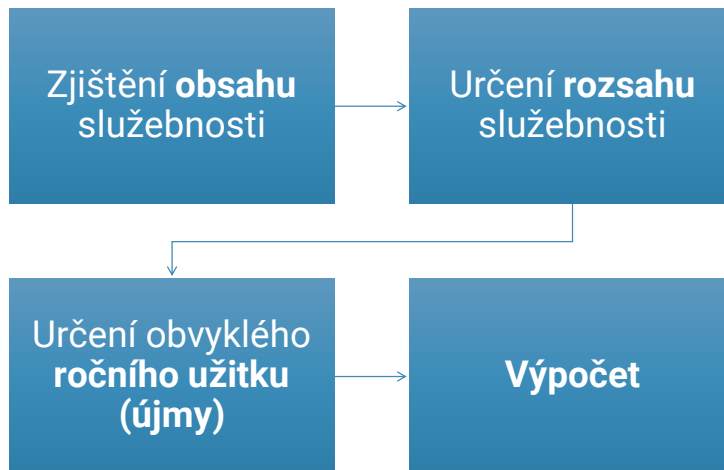 Zjištění obsahu
služebnosti
Určení rozsahu
služebnosti
Určení obvyklého
ročního užitku
(újmy)
Výpočet